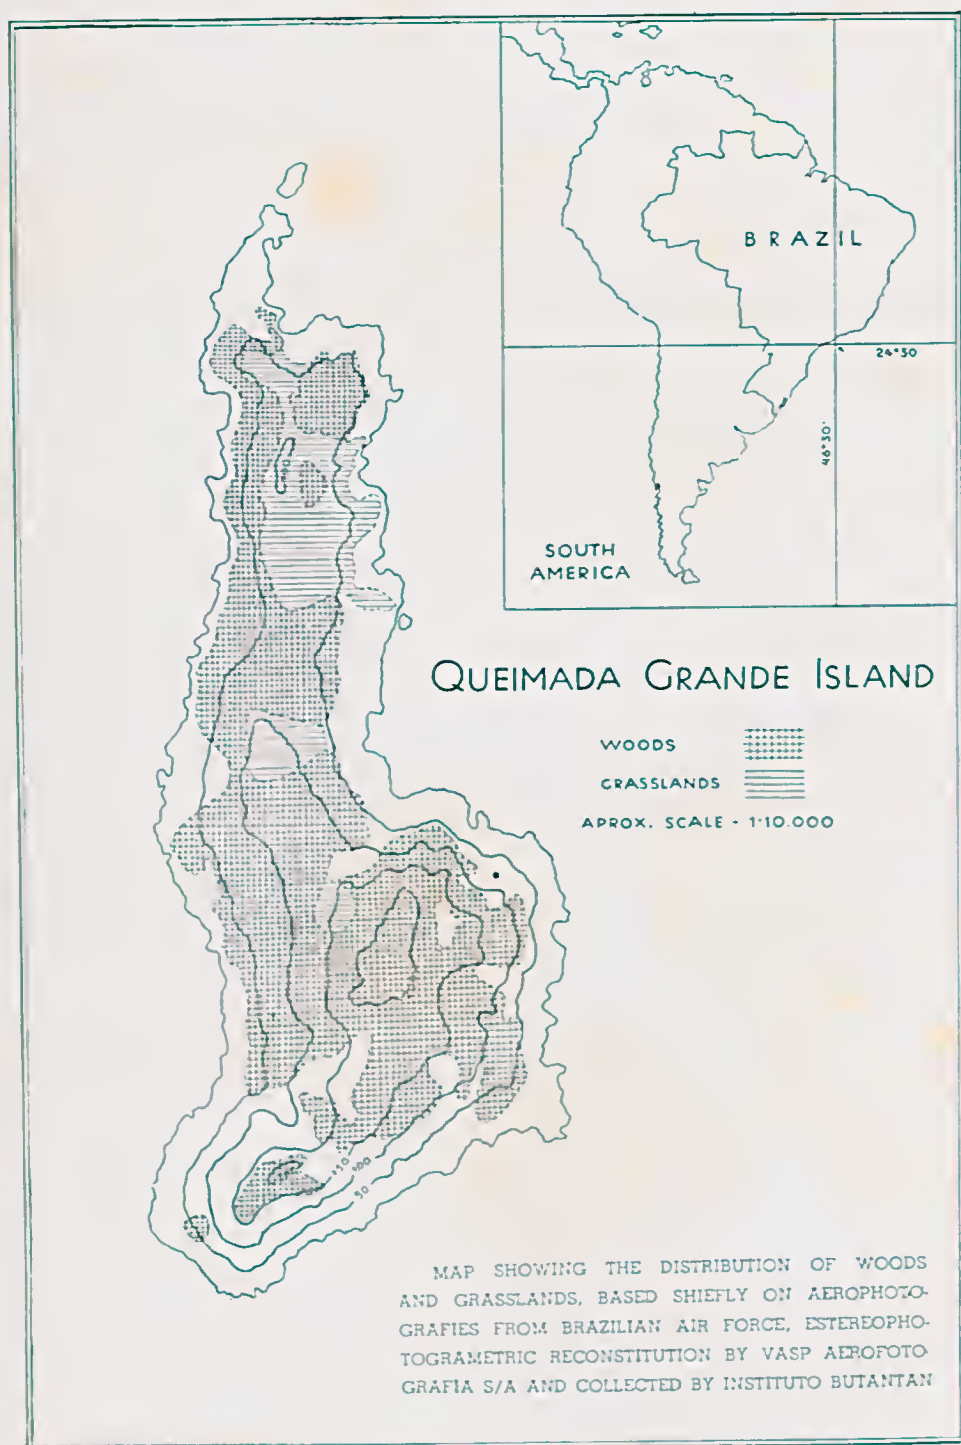 BRAZIL
24°30
46°30'
SOUTH
AMERICA
QUEIMADA GRANDE ISLAND
WOODS
GRASSLANDS
APROX. SCALE - 1:10.000
100
50
MAP SHOWING THE DISTRIBUTION OF WOODS
AND GRASSLANDS, BASED SHIEFLY ON AEROPHOTO-
GRAFIES FROM BRAZILIAN AIR FORCE, ESTEREOPHO-
TOGRAMETRIC RECONSTITUTION BY VASP AEROFOTO-
GRAFIA S/A AND COLLECTED BY INSTITUTO BUTANTAN